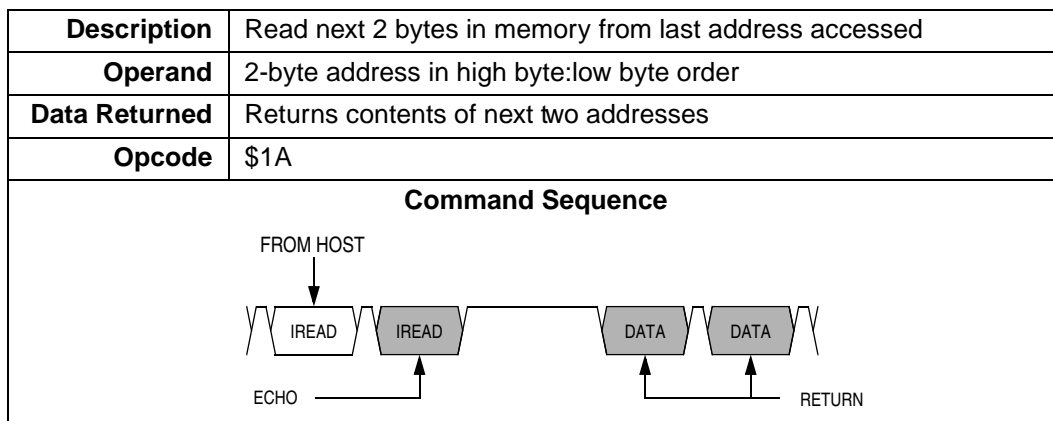 Description Read next 2 bytes in memory from last address accessed
Operand 2-byte address in high byte:low byte order
Data Returned Returns contents of next two addresses
Opcode $1A
Command Sequence
FROM HOST
IREAD IREAD DATA DATA
ECHO RETURN